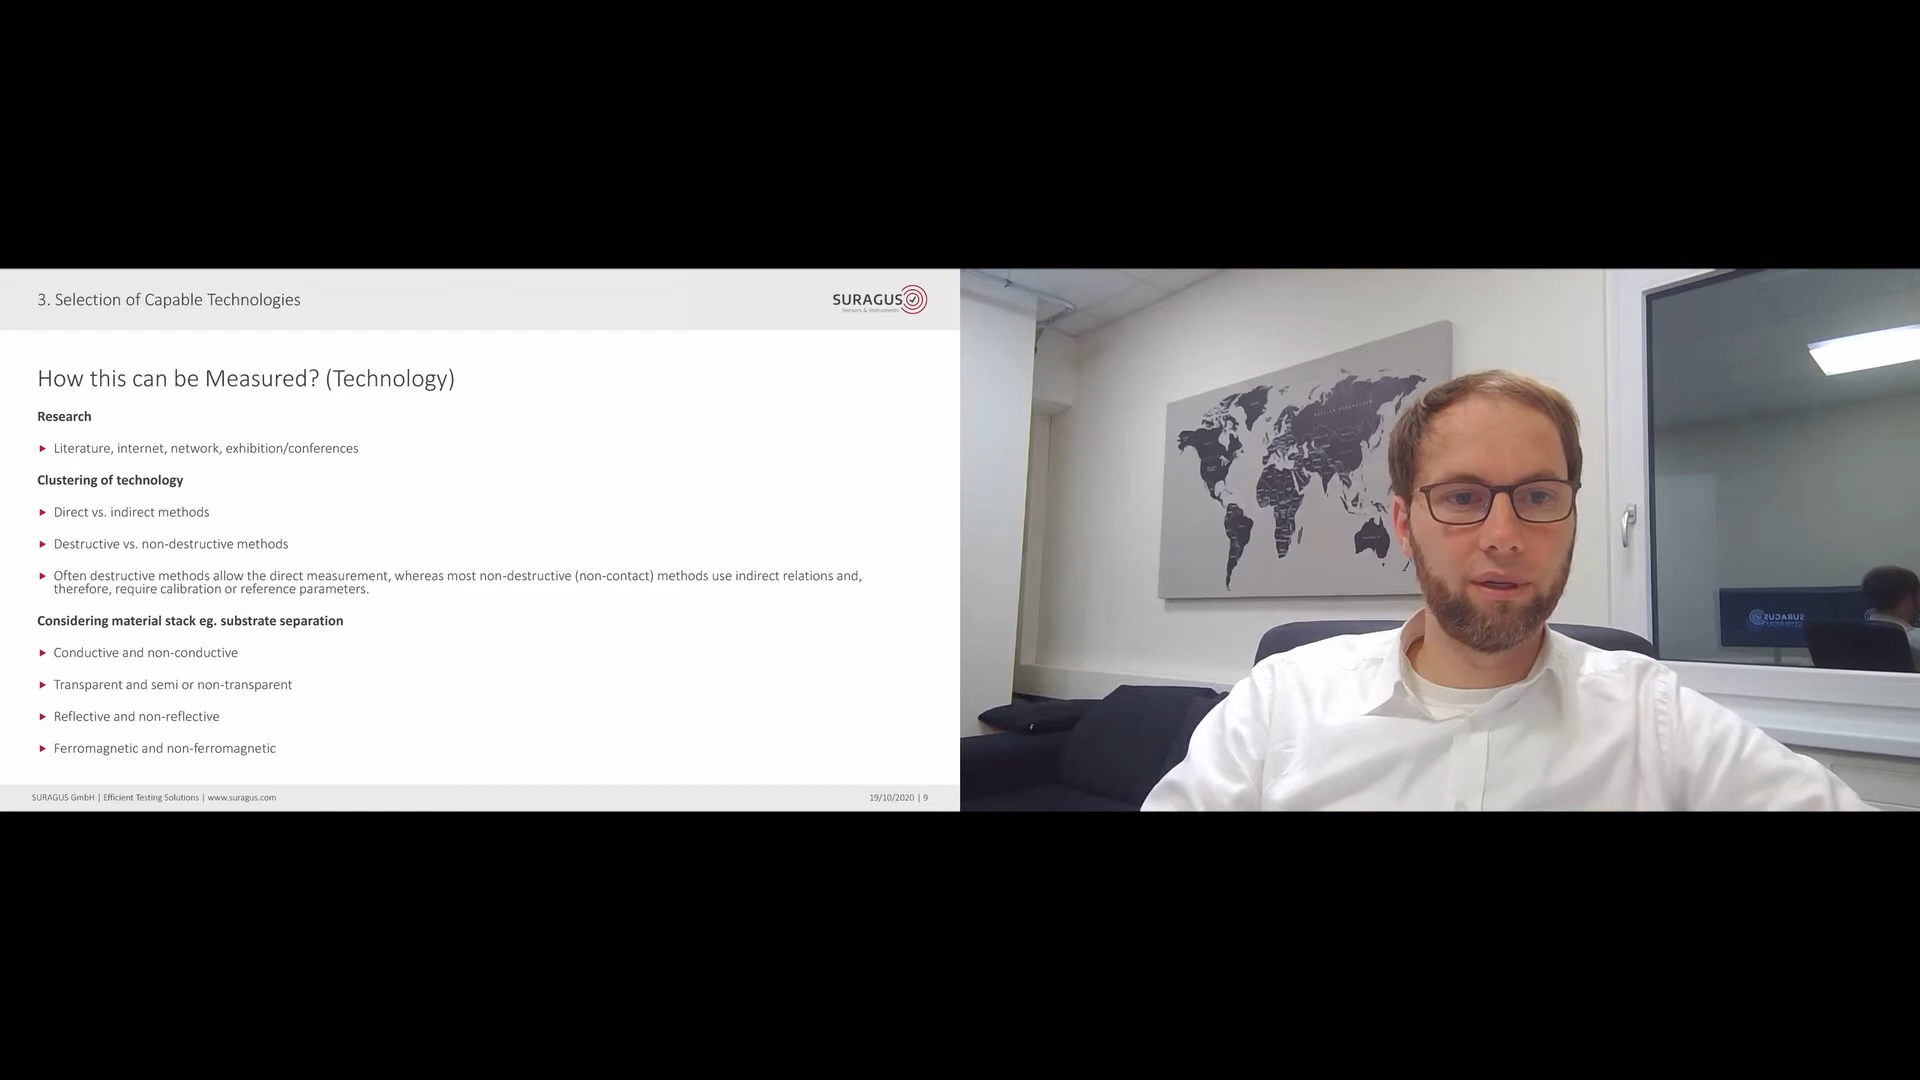 3. Selection of Capable Technologies
SURAGUS
Sensors & Instruments
How this can be Measured? (Technology)
Research
Literature, internet, network, exhibition/conferences
Clustering of technology
Direct vs. indirect methods
Destructive vs. non-destructive methods
Often destructive methods allow the direct measurement, whereas most non-destructive (non-contact) methods use indirect relations and,
therefore, require calibration or reference parameters.
Considering material stack eg. substrate separation
Conductive and non-conductive
Transparent and semi or non-transparent
Reflective and non-reflective
Ferromagnetic and non-ferromagnetic
SURAGUS GmbH | Efficient Testing Solutions | www.suragus.com
19/10/2020 | 9